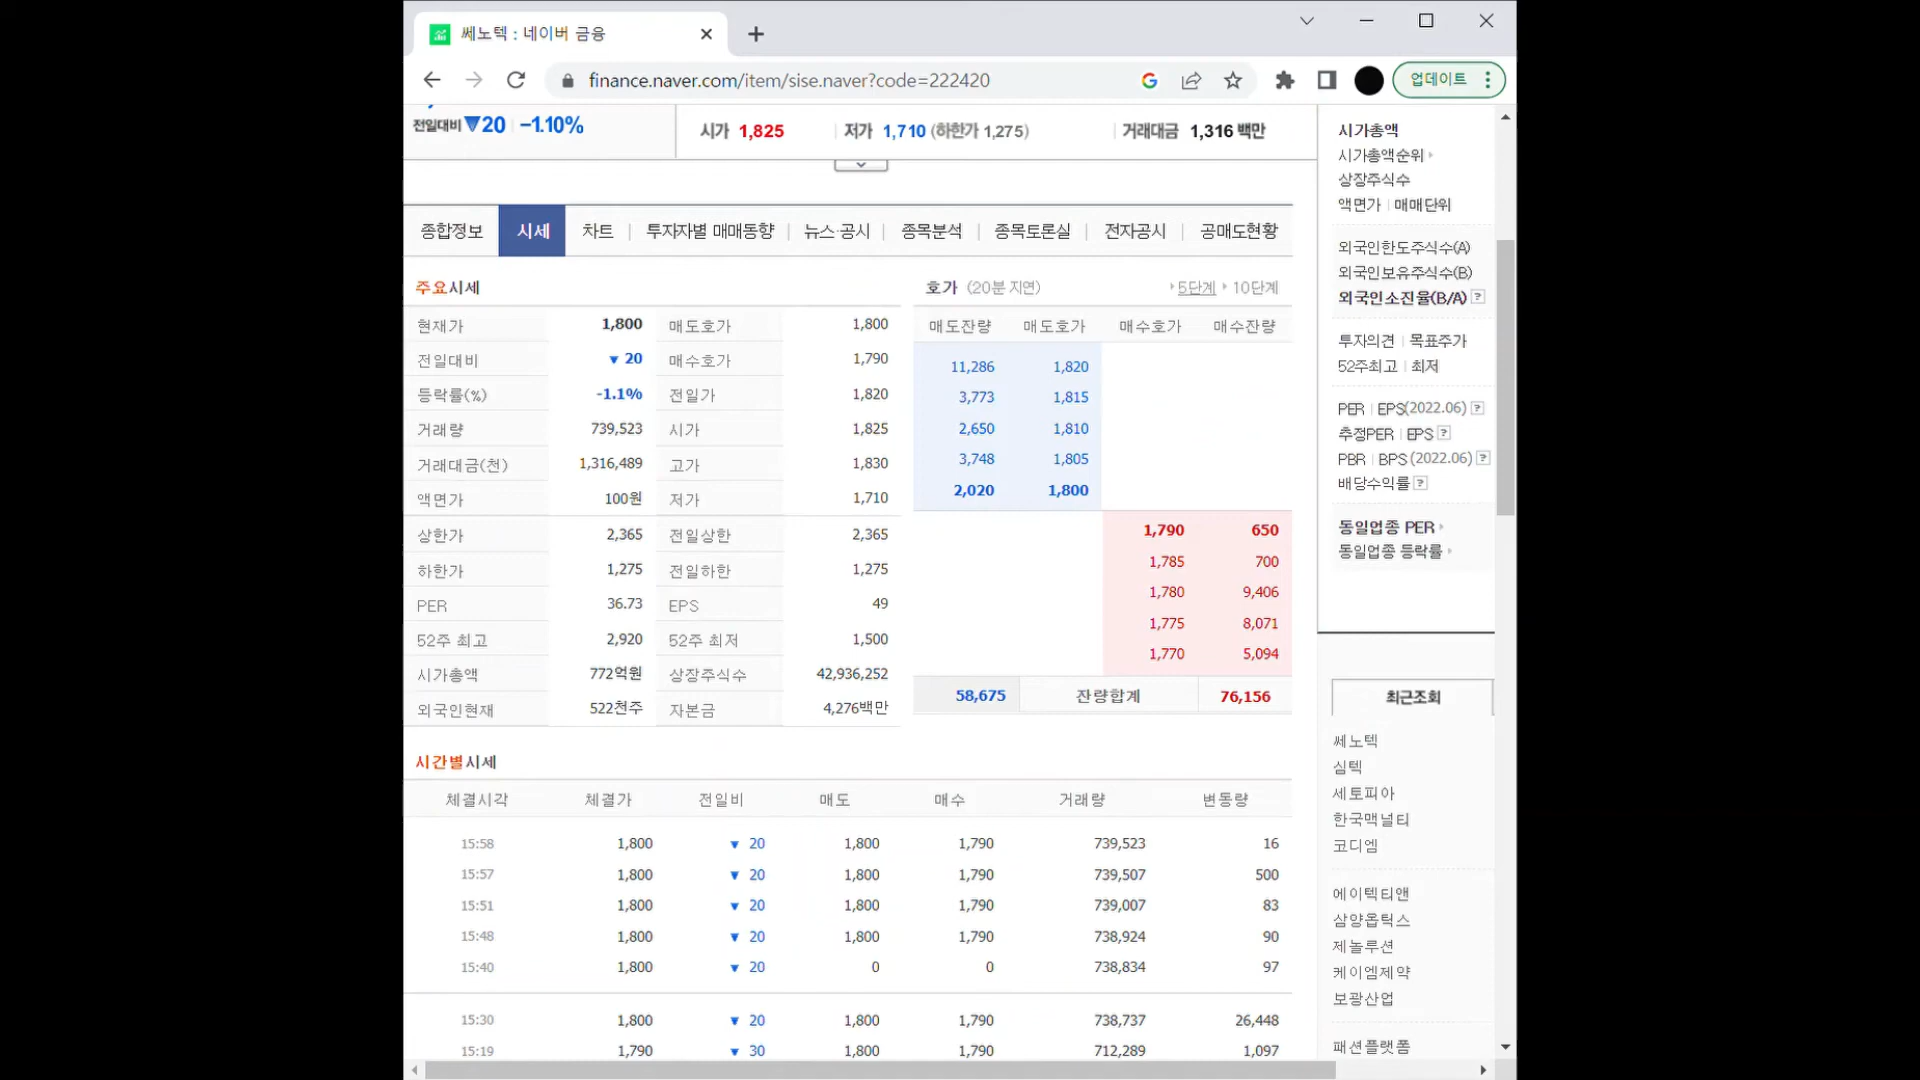 쎄노텍 : 네이버 금융
finance.naver.com/item/sise.naver?code=222420
업데이트
전일대비 ▼20 | −1.10%
시가 1,825 저가 1,710 (하한가 1,275) 거래대금 1,316 백만
종합정보 시세 차트 투자자별 매매동향 뉴스·공시 종목분석 종목토론실 전자공시 공매도현황
주요시세
현재가 1,800 매도호가 1,800
전일대비 ▼ 20 매수호가 1,790
등락률(%) -1.1% 전일가 1,820
거래량 739,523 시가 1,825
거래대금(천) 1,316,489 고가 1,830
액면가 100원 저가 1,710
상한가 2,365 전일상한 2,365
하한가 1,275 전일하한 1,275
PER 36.73 EPS 49
52주 최고 2,920 52주 최저 1,500
시가총액 772억원 상장주식수 42,936,252
외국인현재 522천주 자본금 4,276백만
호가 (20분 지연) 5단계 10단계
매도잔량 매도호가 매수호가 매수잔량
11,286 1,820
3,773 1,815
2,650 1,810
3,748 1,805
2,020 1,800
1,790 650
1,785 700
1,780 9,406
1,775 8,071
1,770 5,094
58,675 잔량합계 76,156
시간별시세
체결시각 체결가 전일비 매도 매수 거래량 변동량
15:58 1,800 ▼ 20 1,800 1,790 739,523 16
15:57 1,800 ▼ 20 1,800 1,790 739,507 500
15:51 1,800 ▼ 20 1,800 1,790 739,007 83
15:48 1,800 ▼ 20 1,800 1,790 738,924 90
15:40 1,800 ▼ 20 0 0 738,834 97
15:30 1,800 ▼ 20 1,800 1,790 738,737 26,448
15:19 1,790 ▼ 30 1,800 1,790 712,289 1,097
시가총액
시가총액순위
상장주식수
액면가 | 매매단위
외국인한도주식수(A)
외국인보유주식수(B)
외국인소진율(B/A) ?
투자의견 | 목표주가
52주최고 | 최저
PER | EPS(2022.06) ?
추정PER | EPS ?
PBR | BPS (2022.06) ?
배당수익률 ?
동일업종 PER
동일업종 등락률
최근조회
쎄노텍
심텍
세토피아
한국맥널티
코디엠
에이텍티앤
삼양옵틱스
제놀루션
케이엠제약
보광산업
패션플랫폼